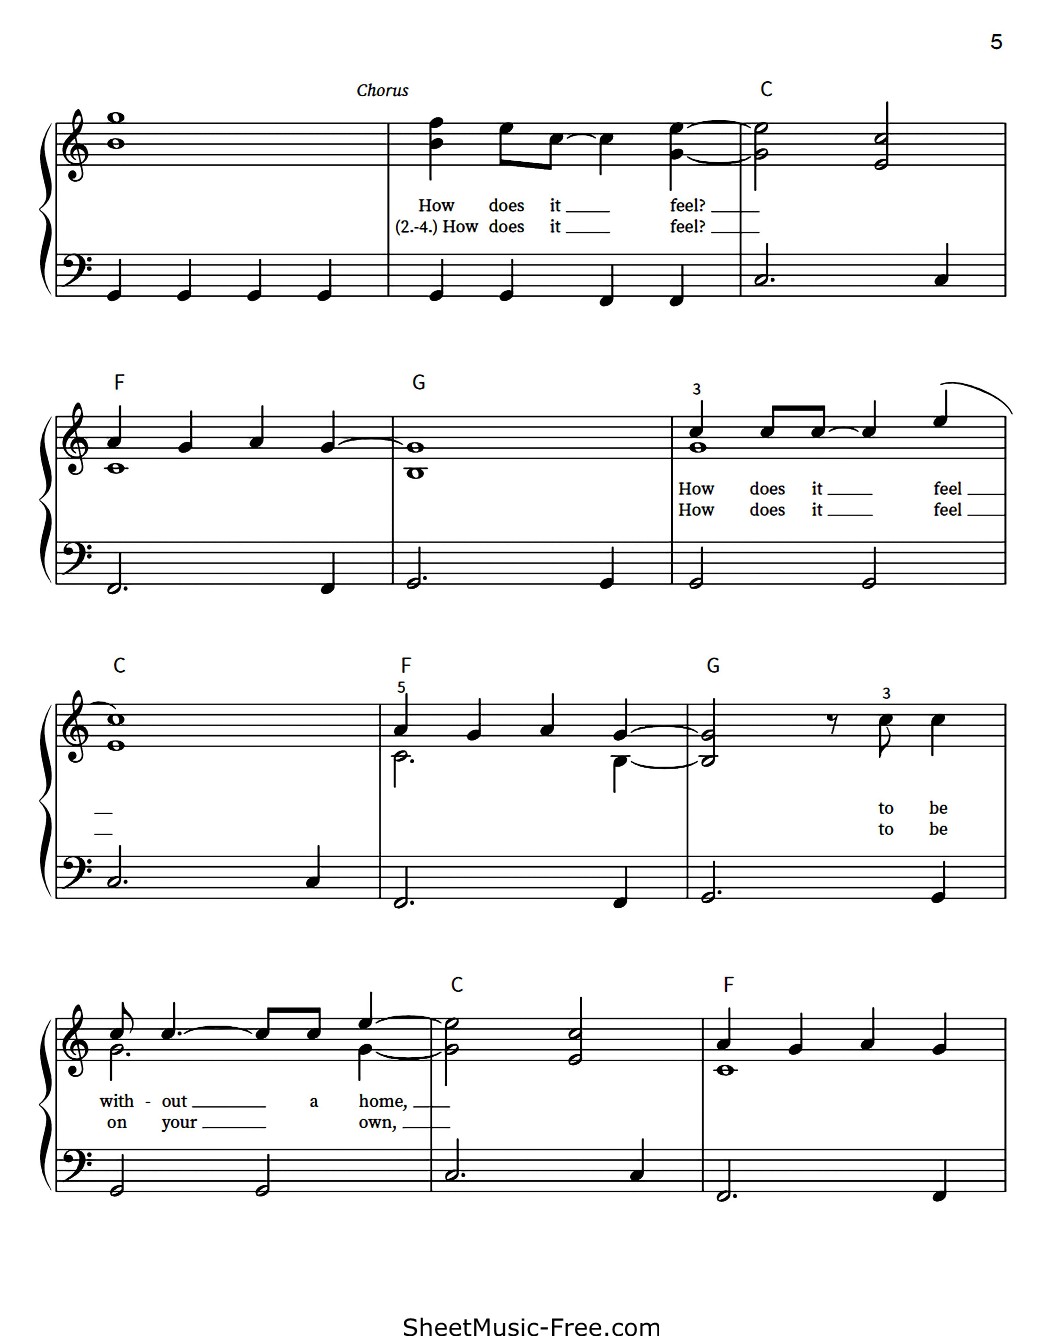 5
Chorus
C
How does it feel?
(2.-4.) How does it feel?
F G
3
How does it feel
How does it feel
C F G
5 3
to be
to be
C F
with - out a home,
on your own,
SheetMusic-Free.com